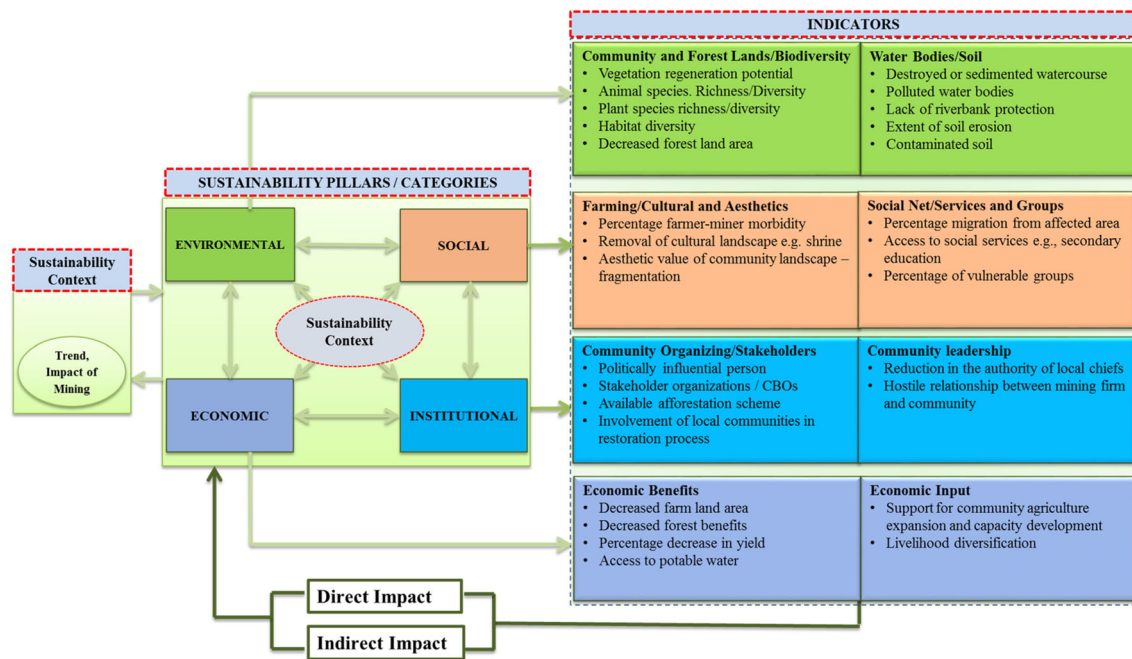 INDICATORS
Community and Forest Lands/Biodiversity
• Vegetation regeneration potential
• Animal species. Richness/Diversity
• Plant species richness/diversity
• Habitat diversity
• Decreased forest land area
Water Bodies/Soil
• Destroyed or sedimented watercourse
• Polluted water bodies
• Lack of riverbank protection
• Extent of soil erosion
• Contaminated soil
SUSTAINABILITY PILLARS / CATEGORIES
ENVIRONMENTAL
SOCIAL
Sustainability
Context
Sustainability
Context
Trend,
Impact of
Mining
ECONOMIC
INSTITUTIONAL
Farming/Cultural and Aesthetics
• Percentage farmer-miner morbidity
• Removal of cultural landscape e.g. shrine
• Aesthetic value of community landscape –
fragmentation
Social Net/Services and Groups
• Percentage migration from affected area
• Access to social services e.g., secondary
education
• Percentage of vulnerable groups
Community Organizing/Stakeholders
• Politically influential person
• Stakeholder organizations / CBOs
• Available afforestation scheme
• Involvement of local communities in
restoration process
Community leadership
• Reduction in the authority of local chiefs
• Hostile relationship between mining firm
and community
Economic Benefits
• Decreased farm land area
• Decreased forest benefits
• Percentage decrease in yield
• Access to potable water
Economic Input
• Support for community agriculture
expansion and capacity development
• Livelihood diversification
Direct Impact
Indirect Impact